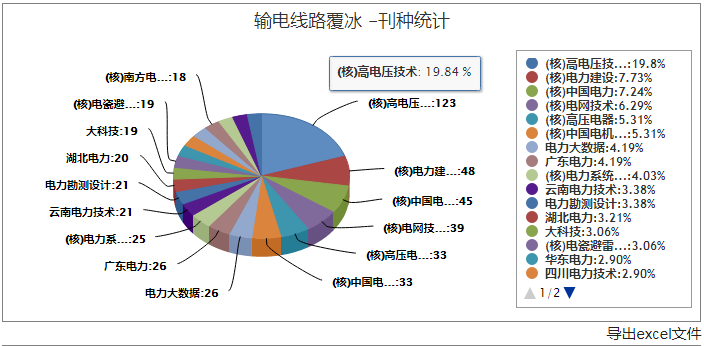 输电线路覆冰 -刊种统计
(核)高电压技术: 19.84 %
(核)南方电...:18
(核)电瓷避...:19
大科技:19
湖北电力:20
电力勘测设计:21
云南电力技术:21
(核)电力系...:25
广东电力:26
电力大数据:26
(核)高电压...:123
(核)电力建...:48
(核)中国电...:45
(核)电网技...:39
(核)高压电...:33
(核)中国电...:33
(核)高电压技...:19.8%
(核)电力建设:7.73%
(核)中国电力:7.24%
(核)电网技术:6.29%
(核)高压电器:5.31%
(核)中国电机...:5.31%
电力大数据:4.19%
广东电力:4.19%
(核)电力系统...:4.03%
云南电力技术:3.38%
电力勘测设计:3.38%
湖北电力:3.21%
大科技:3.06%
(核)电瓷避雷...:3.06%
华东电力:2.90%
四川电力技术:2.90%
1/2
导出excel文件